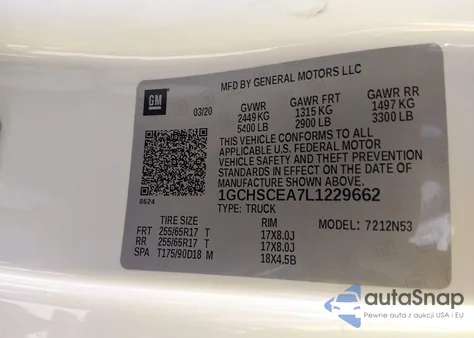 MFD BY GENERAL MOTORS LLC
GM
03/20
GVWR GAWR FRT GAWR RR
2449 KG 1315 KG 1497 KG
5400 LB 2900 LB 3300 LB
THIS VEHICLE CONFORMS TO ALL
APPLICABLE U.S. FEDERAL MOTOR
VEHICLE SAFETY AND THEFT PREVENTION
STANDARDS IN EFFECT ON THE DATE OF
MANUFACTURE SHOWN ABOVE.
1GCHSCEA7L1229662
8624
TYPE: TRUCK
TIRE SIZE RIM MODEL: 7212N53
FRT 255/65R17 T 17X8.0J
RR 255/65R17 T 17X8.0J
SPA T175/90D18 M 18X4.5B
autaSnap
Pewne auta z aukcji USA i EU